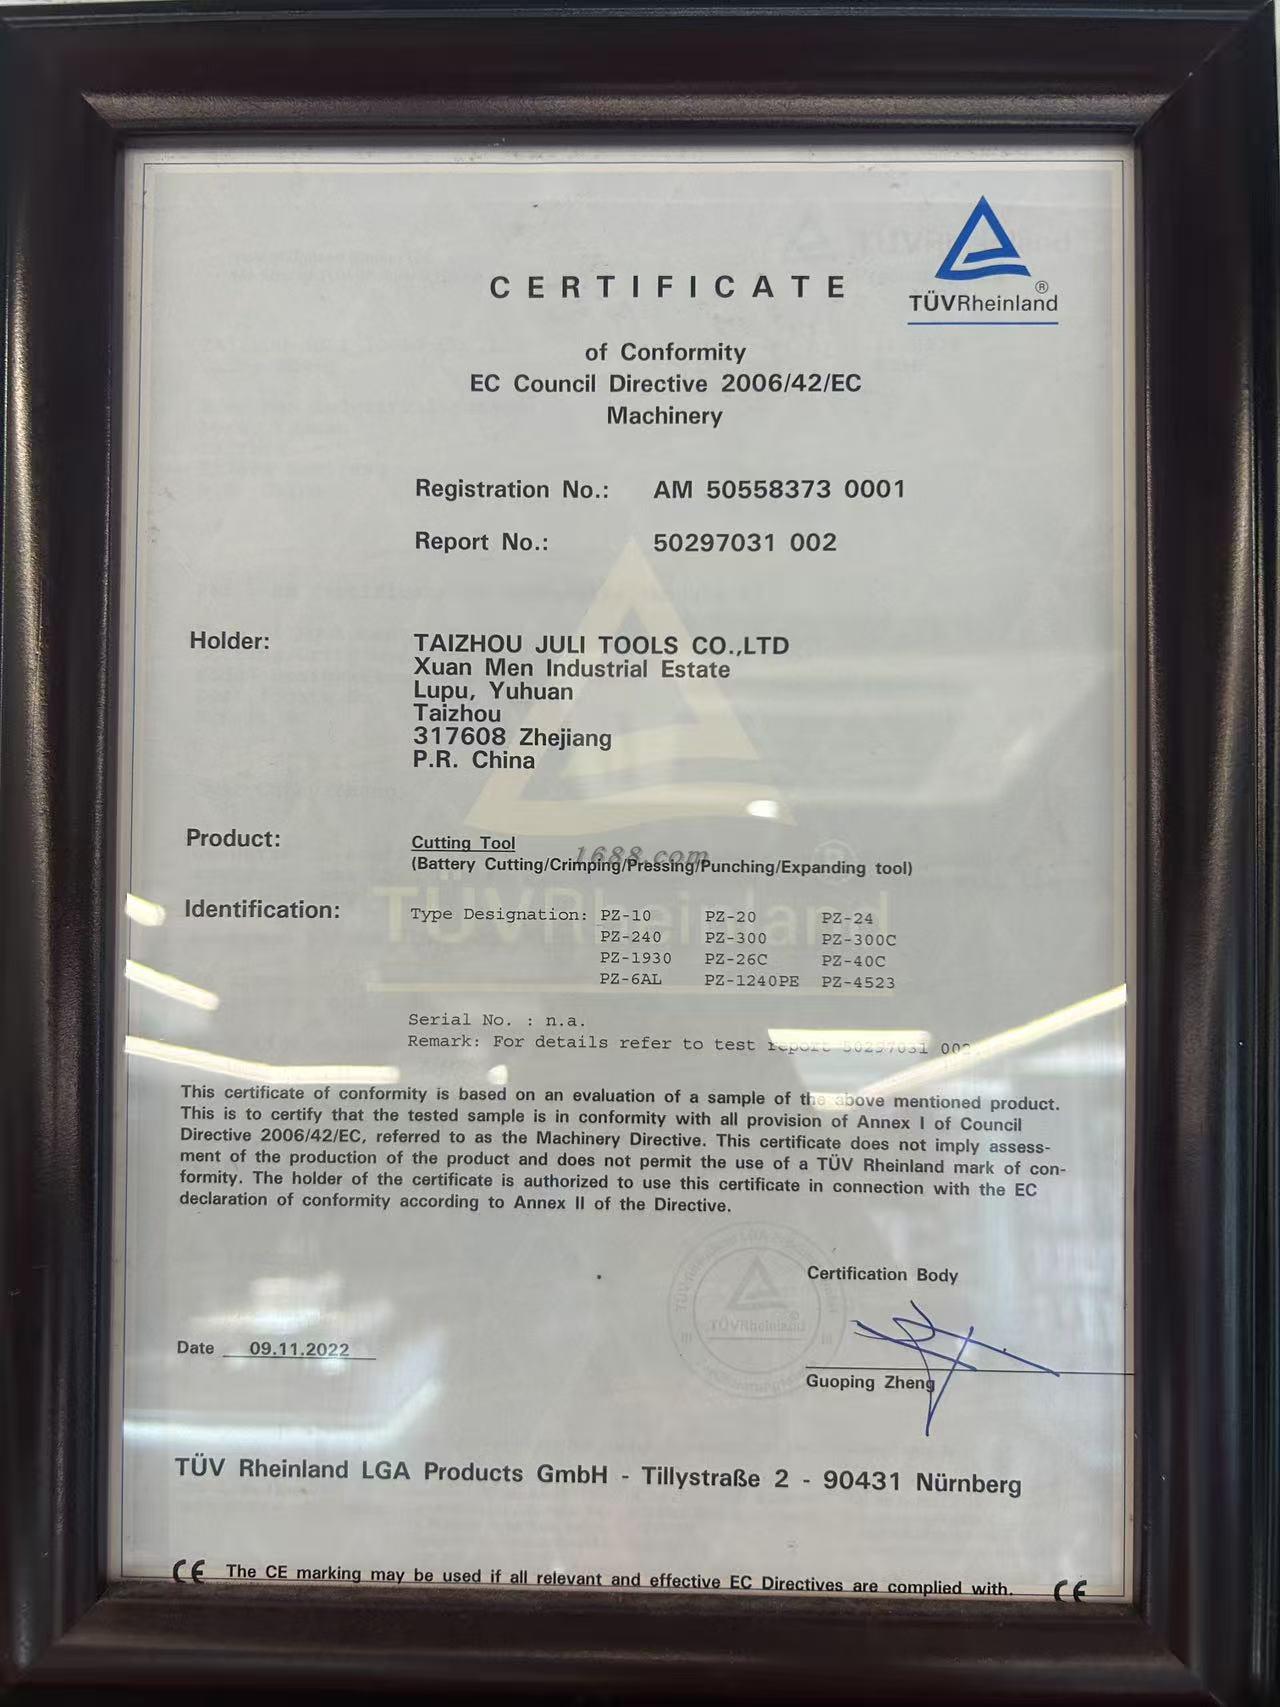 TÜVRheinland ®
CERTIFICATE
of Conformity
EC Council Directive 2006/42/EC
Machinery
Registration No.: AM 50558373 0001
Report No.: 50297031 002
Holder: TAIZHOU JULI TOOLS CO.,LTD
Xuan Men Industrial Estate
Lupu, Yuhuan
Taizhou
317608 Zhejiang
P.R. China
Product: Cutting Tool
1688.com
(Battery Cutting/Crimping/Pressing/Punching/Expanding tool)
TÜVRheinland ®
Identification: Type Designation: PZ-10 PZ-20 PZ-24
PZ-240 PZ-300 PZ-300C
PZ-1930 PZ-26C PZ-40C
PZ-6AL PZ-1240PE PZ-4523
Serial No. : n.a.
Remark: For details refer to test report 50297031 002.
This certificate of conformity is based on an evaluation of a sample of the above mentioned product.
This is to certify that the tested sample is in conformity with all provision of Annex I of Council
Directive 2006/42/EC, referred to as the Machinery Directive. This certificate does not imply assess-
ment of the production of the product and does not permit the use of a TÜV Rheinland mark of con-
formity. The holder of the certificate is authorized to use this certificate in connection with the EC
declaration of conformity according to Annex II of the Directive.
Certification Body
TÜVRheinland
Date 09.11.2022
Guoping Zheng
TÜV Rheinland LGA Products GmbH - Tillystraße 2 - 90431 Nürnberg
CE The CE marking may be used if all relevant and effective EC Directives are complied with. CE